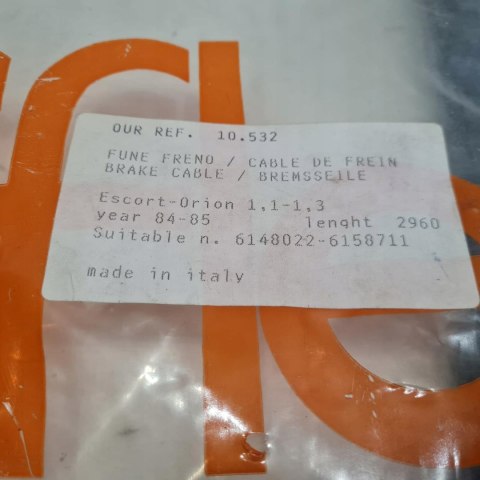 OUR REF. 10.532
FUNE FRENO / CABLE DE FREIN
BRAKE CABLE / BREMSSEILE
Escort-Orion 1,1-1,3
year 84-85 lenght 2960
Suitable n. 6148022-6158711
made in italy